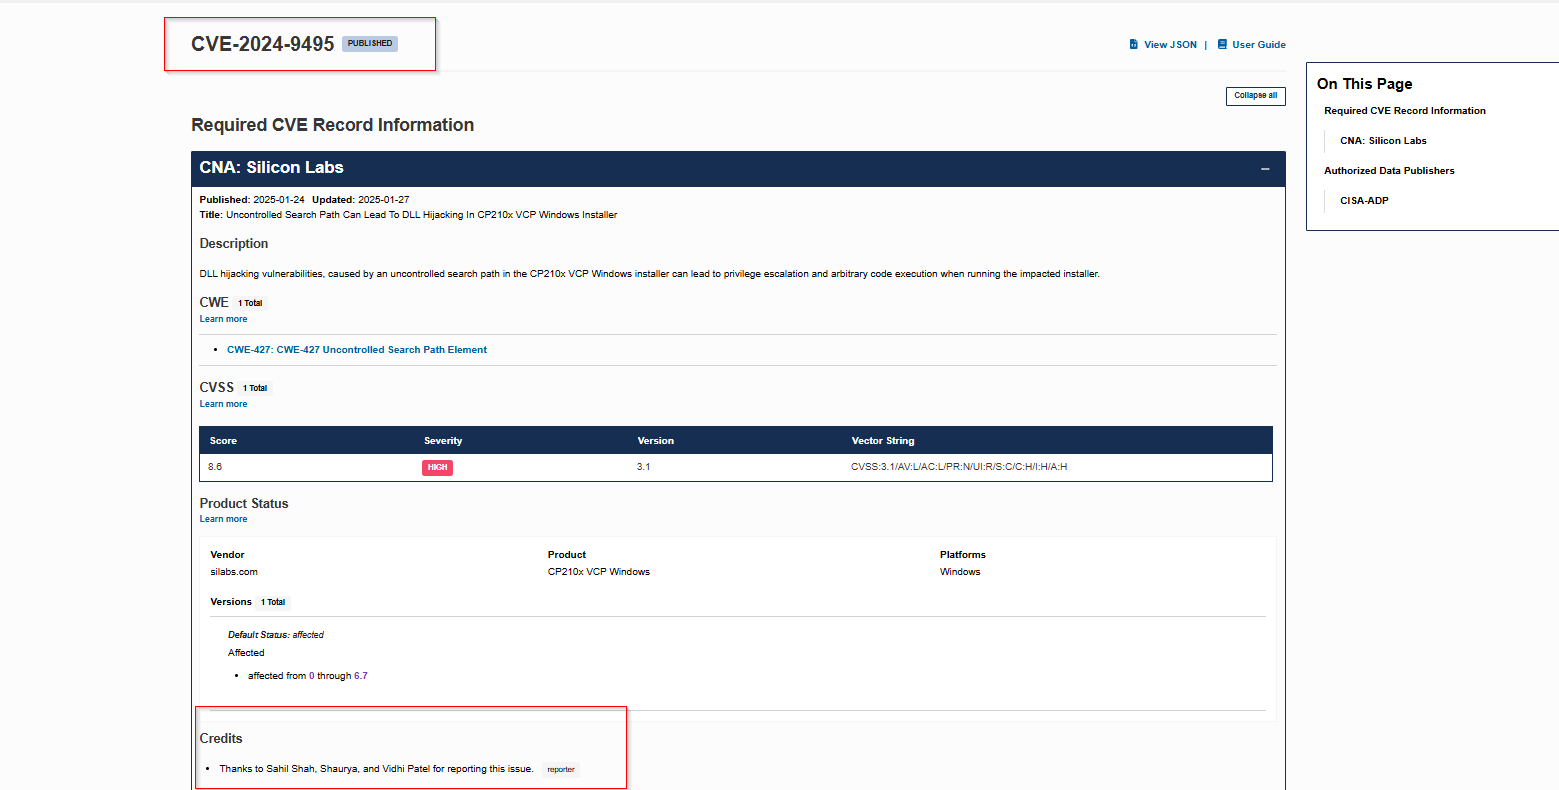 CVE-2024-9495 PUBLISHED
View JSON | User Guide
Collapse all
Required CVE Record Information
CNA: Silicon Labs
Published: 2025-01-24 Updated: 2025-01-27
Title: Uncontrolled Search Path Can Lead To DLL Hijacking In CP210x VCP Windows Installer
Description
DLL hijacking vulnerabilities, caused by an uncontrolled search path in the CP210x VCP Windows installer can lead to privilege escalation and arbitrary code execution when running the impacted installer.
CWE 1 Total
Learn more
• CWE-427: CWE-427 Uncontrolled Search Path Element
CVSS 1 Total
Learn more
Score Severity Version Vector String
8.6 HIGH 3.1 CVSS:3.1/AV:L/AC:L/PR:N/UI:R/S:C/C:H/I:H/A:H
Product Status
Learn more
Vendor Product Platforms
silabs.com CP210x VCP Windows Windows
Versions 1 Total
Default Status: affected
Affected
• affected from 0 through 6.7
Credits
• Thanks to Sahil Shah, Shaurya, and Vidhi Patel for reporting this issue. reporter
On This Page
Required CVE Record Information
CNA: Silicon Labs
Authorized Data Publishers
CISA-ADP